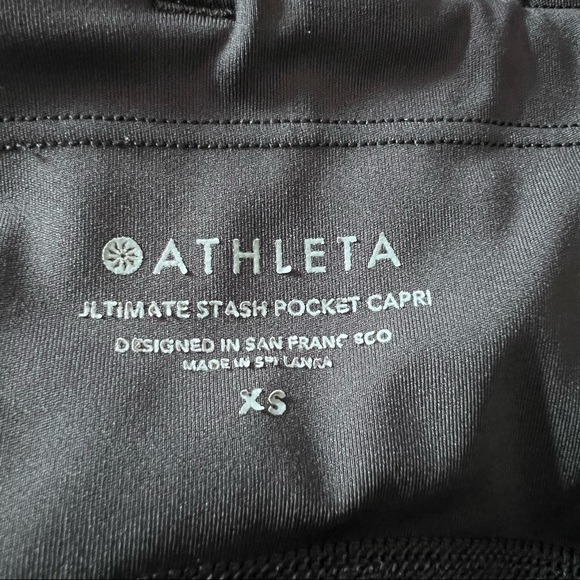 ATHLETA
ULTIMATE STASH POCKET CAPRI
DESIGNED IN SAN FRANCISCO
MADE IN SRI LANKA
XS